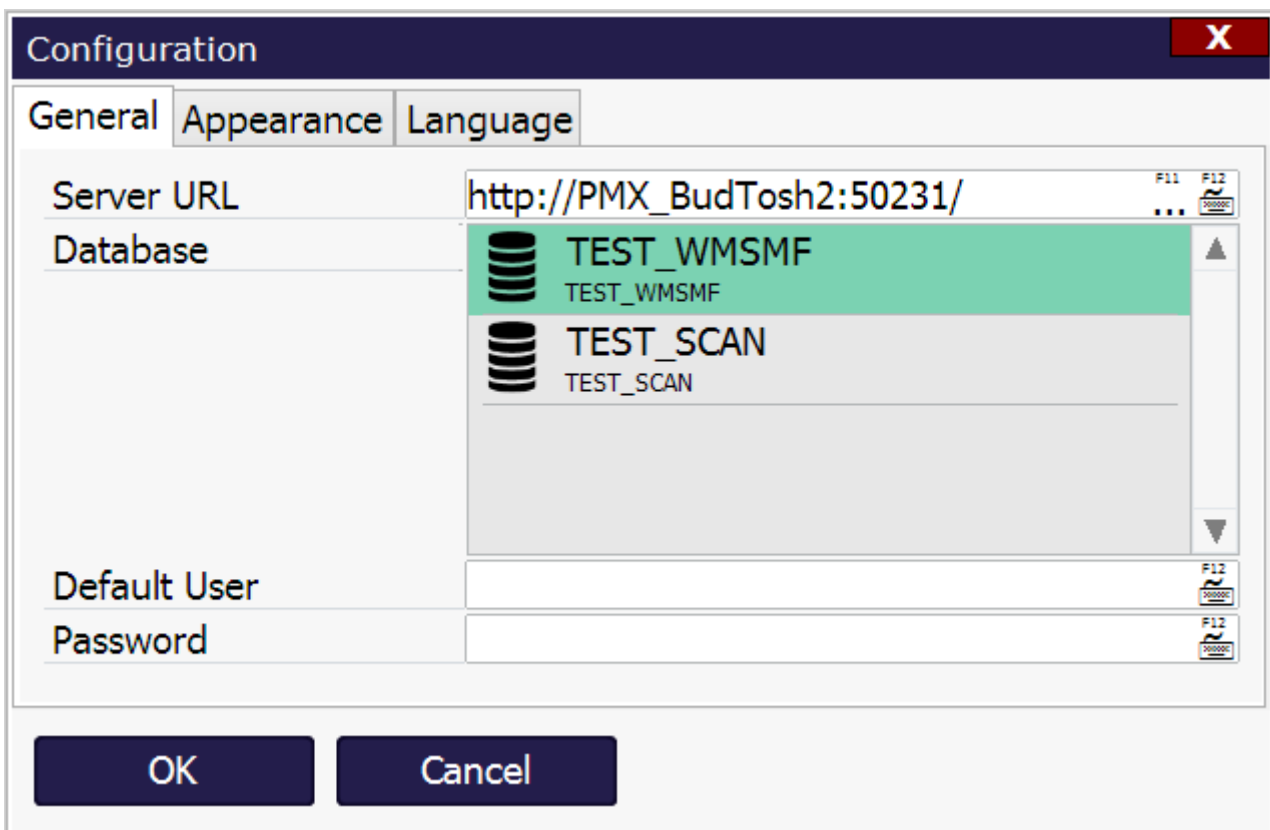 Configuration X
General Appearance Language
Server URL http://PMX_BudTosh2:50231/ F11 ... F12
Database TEST_WMSMF
TEST_WMSMF
TEST_SCAN
TEST_SCAN
Default User F12
Password F12
OK Cancel